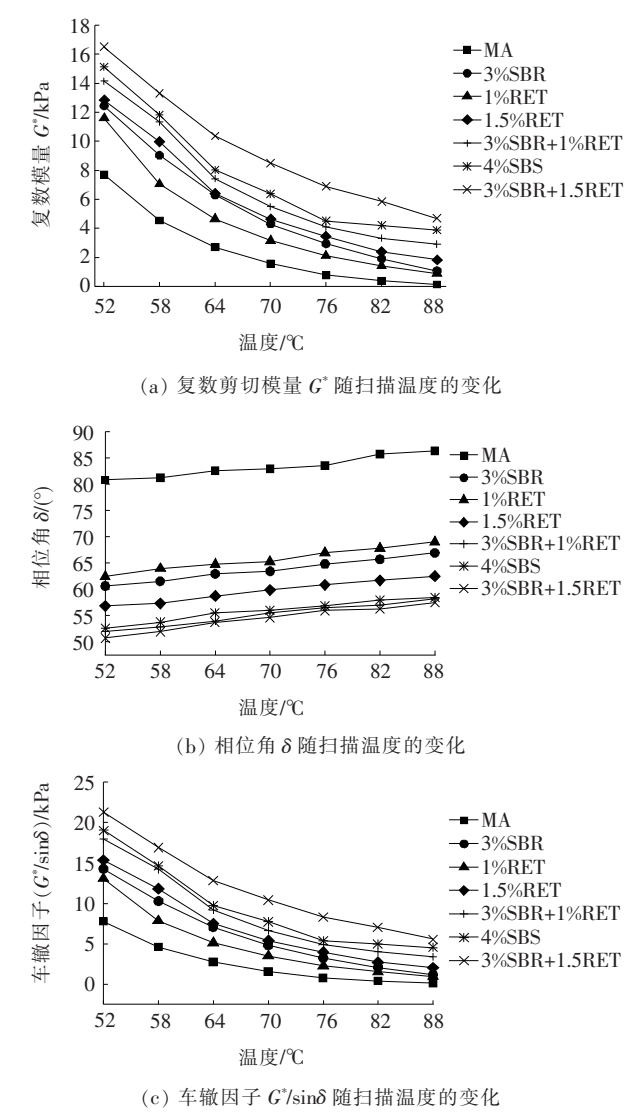 18
16
14
12
10
8
6
4
2
0
复数模量 G*/kPa
MA
3%SBR
1%RET
1.5%RET
3%SBR+1%RET
4%SBS
3%SBR+1.5RET
52 58 64 70 76 82 88
温度/℃
(a) 复数剪切模量 G* 随扫描温度的变化
90
85
80
75
70
65
60
55
50
相位角 δ/(°)
MA
3%SBR
1%RET
1.5%RET
3%SBR+1%RET
4%SBS
3%SBR+1.5RET
52 58 64 70 76 82 88
温度/℃
(b) 相位角 δ 随扫描温度的变化
25
20
15
10
5
0
车辙因子(G*/sinδ)/kPa
MA
3%SBR
1%RET
1.5%RET
3%SBR+1%RET
4%SBS
3%SBR+1.5RET
52 58 64 70 76 82 88
温度/℃
(c) 车辙因子 G*/sinδ 随扫描温度的变化